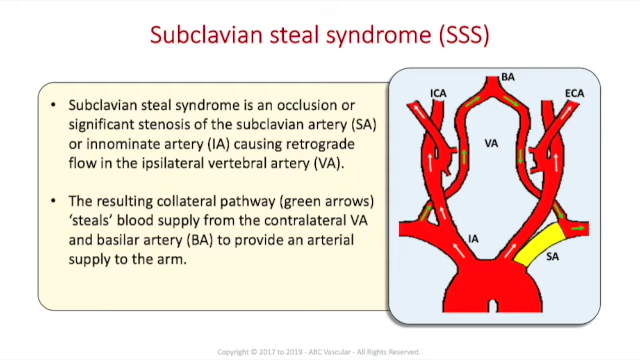 Subclavian steal syndrome (SSS)
• Subclavian steal syndrome is an occlusion or
significant stenosis of the subclavian artery (SA)
or innominate artery (IA) causing retrograde
flow in the ipsilateral vertebral artery (VA).
• The resulting collateral pathway (green arrows)
'steals' blood supply from the contralateral VA
and basilar artery (BA) to provide an arterial
supply to the arm.
BA
ICA
ECA
VA
IA
SA
Copyright © 2017 to 2019 - ABC Vascular - All Rights Reserved.